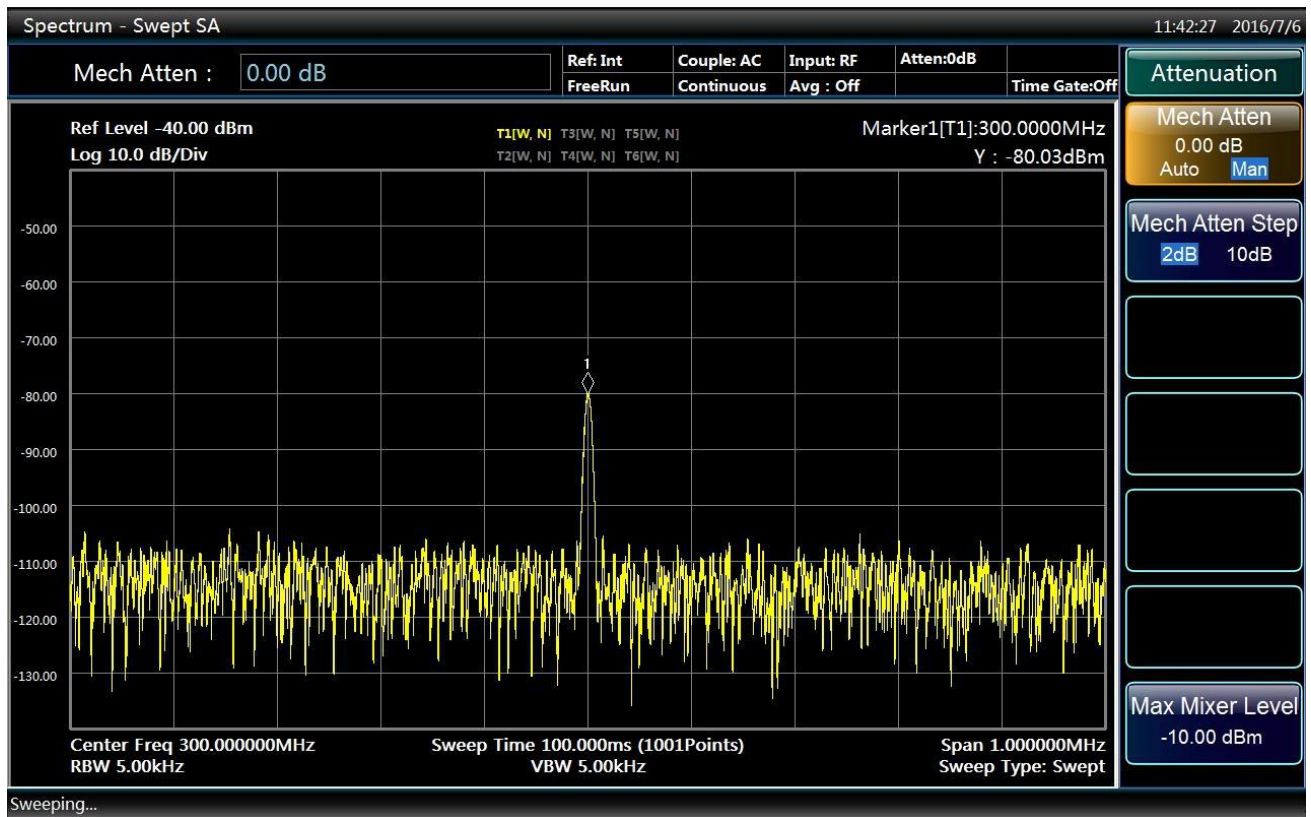 Spectrum - Swept SA
11:42:27 2016/7/6
Mech Atten : 0.00 dB
Ref: Int Couple: AC Input: RF Atten:0dB
FreeRun Continuous Avg : Off Time Gate:Off
Ref Level -40.00 dBm
Log 10.0 dB/Div
T1[W, N] T3[W, N] T5[W, N]
T2[W, N] T4[W, N] T6[W, N]
Marker1[T1]:300.0000MHz
Y : -80.03dBm
1
-50.00
-60.00
-70.00
-80.00
-90.00
-100.00
-110.00
-120.00
-130.00
Center Freq 300.000000MHz Sweep Time 100.000ms (1001Points) Span 1.000000MHz
RBW 5.00kHz VBW 5.00kHz Sweep Type: Swept
Attenuation
Mech Atten
0.00 dB
Auto Man
Mech Atten Step
2dB 10dB
Max Mixer Level
-10.00 dBm
Sweeping...